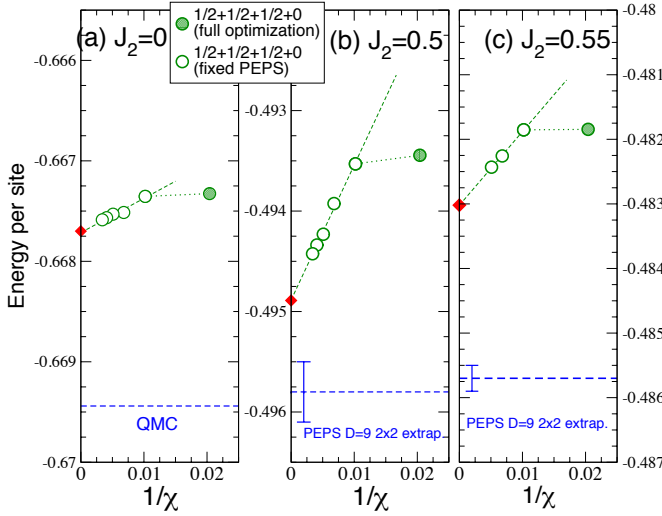 (a) J2=0
1/2+1/2+1/2+0
(full optimization)
1/2+1/2+1/2+0
(fixed PEPS)
(b) J2=0.5
(c) J2=0.55
Energy per site
-0.666
-0.667
-0.668
-0.669
-0.67
QMC
0 0.01 0.02
1/χ
-0.493
-0.494
-0.495
-0.496
PEPS D=9 2x2 extrap.
0 0.01 0.02
1/χ
-0.48
-0.481
-0.482
-0.483
-0.484
-0.485
-0.486
-0.487
PEPS D=9 2x2 extrap.
0 0.01 0.02
1/χ